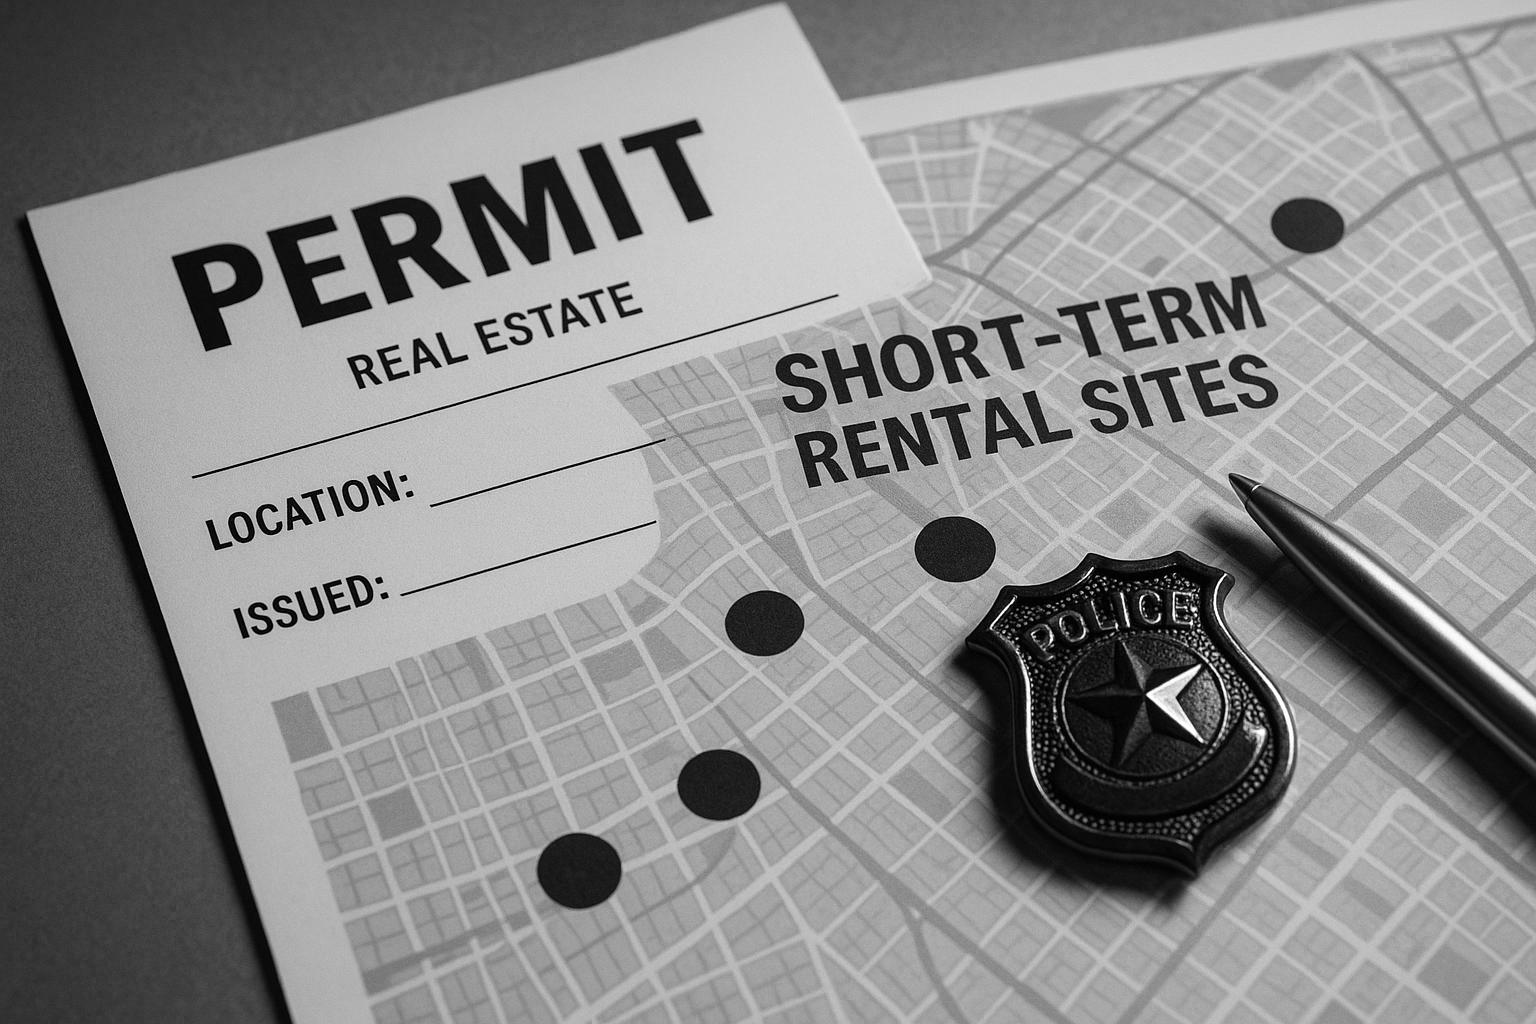 PERMIT
REAL ESTATE
LOCATION:
ISSUED:
SHORT-TERM
RENTAL SITES
POLICE